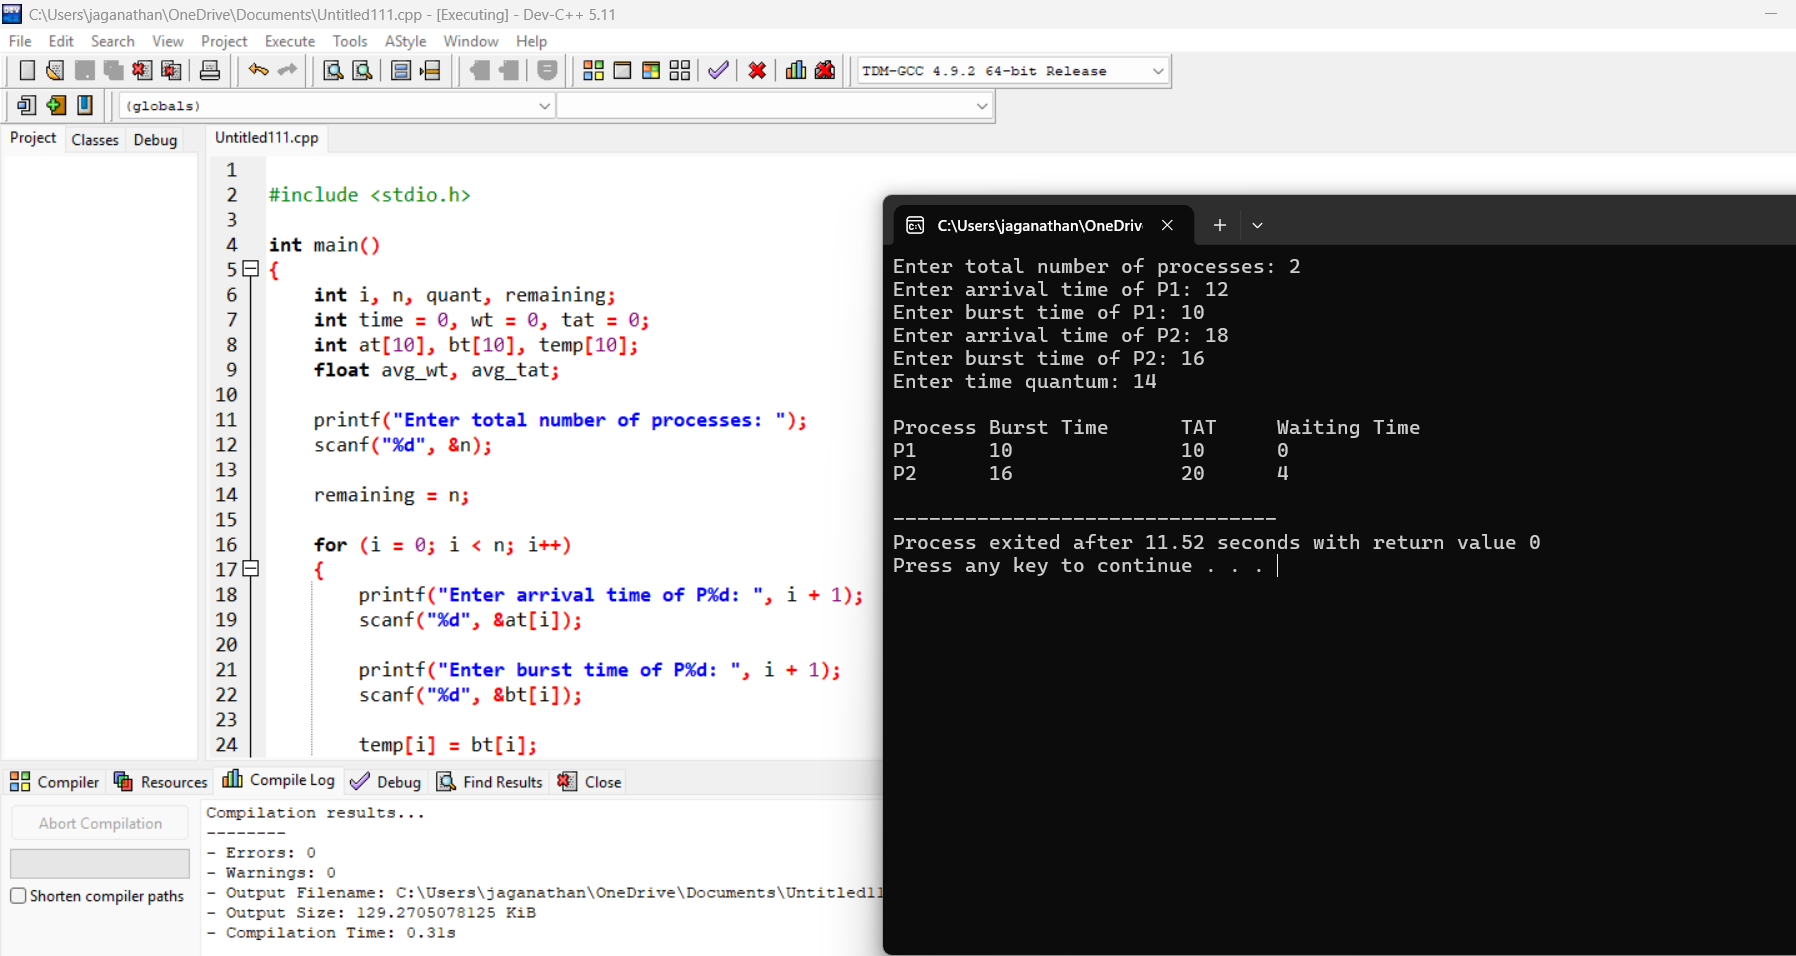 C:\Users\jaganathan\OneDrive\Documents\Untitled111.cpp - [Executing] - Dev-C++ 5.11
File Edit Search View Project Execute Tools AStyle Window Help
TDM-GCC 4.9.2 64-bit Release
(globals)
Project Classes Debug
Untitled111.cpp
1
2 #include <stdio.h>
3
4 int main()
5 {
6 int i, n, quant, remaining;
7 int time = 0, wt = 0, tat = 0;
8 int at[10], bt[10], temp[10];
9 float avg_wt, avg_tat;
10
11 printf("Enter total number of processes: ");
12 scanf("%d", &n);
13
14 remaining = n;
15
16 for (i = 0; i < n; i++)
17 {
18 printf("Enter arrival time of P%d: ", i + 1);
19 scanf("%d", &at[i]);
20
21 printf("Enter burst time of P%d: ", i + 1);
22 scanf("%d", &bt[i]);
23
24 temp[i] = bt[i];
C:\Users\jaganathan\OneDriv
Enter total number of processes: 2
Enter arrival time of P1: 12
Enter burst time of P1: 10
Enter arrival time of P2: 18
Enter burst time of P2: 16
Enter time quantum: 14
Process Burst Time TAT Waiting Time
P1 10 10 0
P2 16 20 4
--------------------------------
Process exited after 11.52 seconds with return value 0
Press any key to continue . . .
Compiler Resources Compile Log Debug Find Results Close
Abort Compilation
Shorten compiler paths
Compilation results...
--------
- Errors: 0
- Warnings: 0
- Output Filename: C:\Users\jaganathan\OneDrive\Documents\Untitled11
- Output Size: 129.2705078125 KiB
- Compilation Time: 0.31s